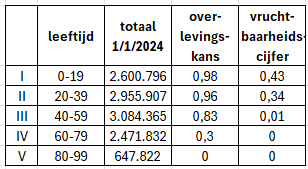 leeftijd totaal 1/1/2024 over-levings-kans vrucht-baarheids-cijfer
I 0-19 2.600.796 0,98 0,43
II 20-39 2.955.907 0,96 0,34
III 40-59 3.084.365 0,83 0,01
IV 60-79 2.471.832 0,3 0
V 80-99 647.822 0 0